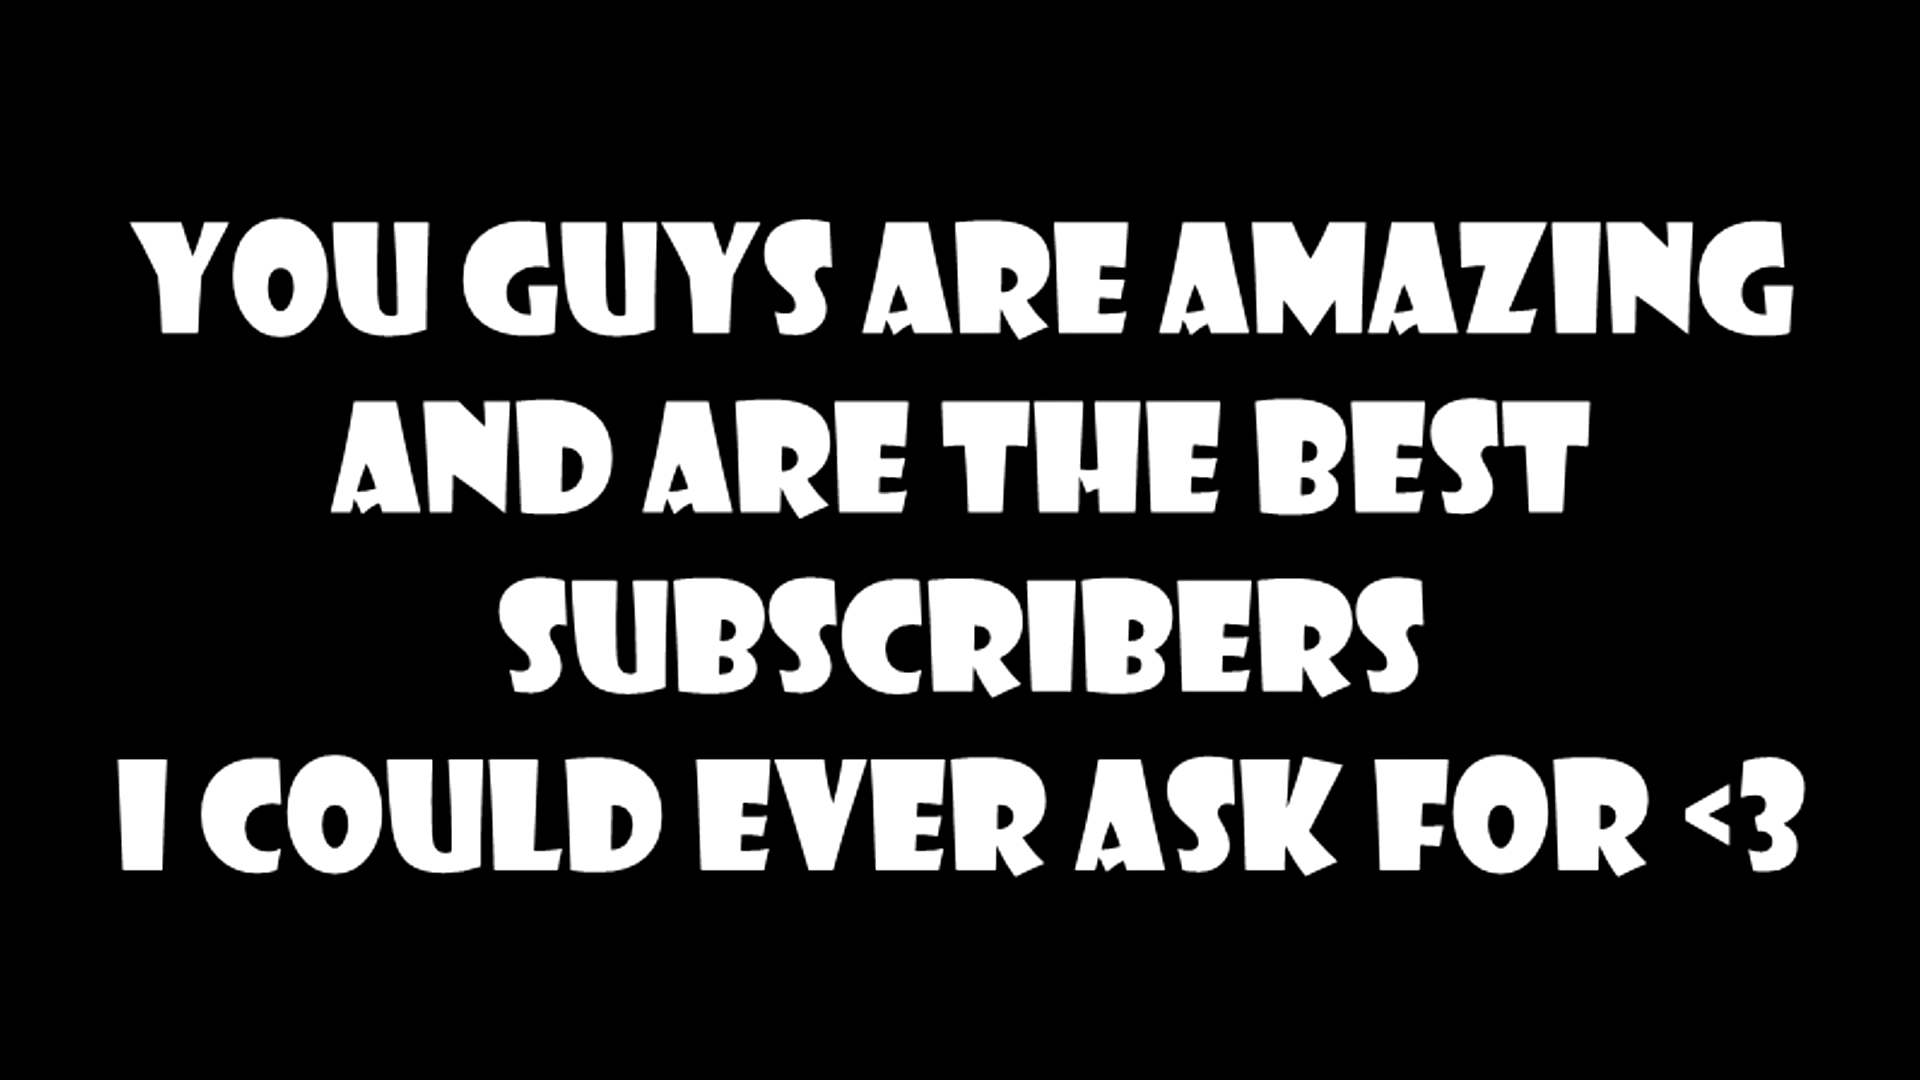 YOU GUYS ARE AMAZING
AND ARE THE BEST
SUBSCRIBERS
I COULD EVER ASK FOR <3